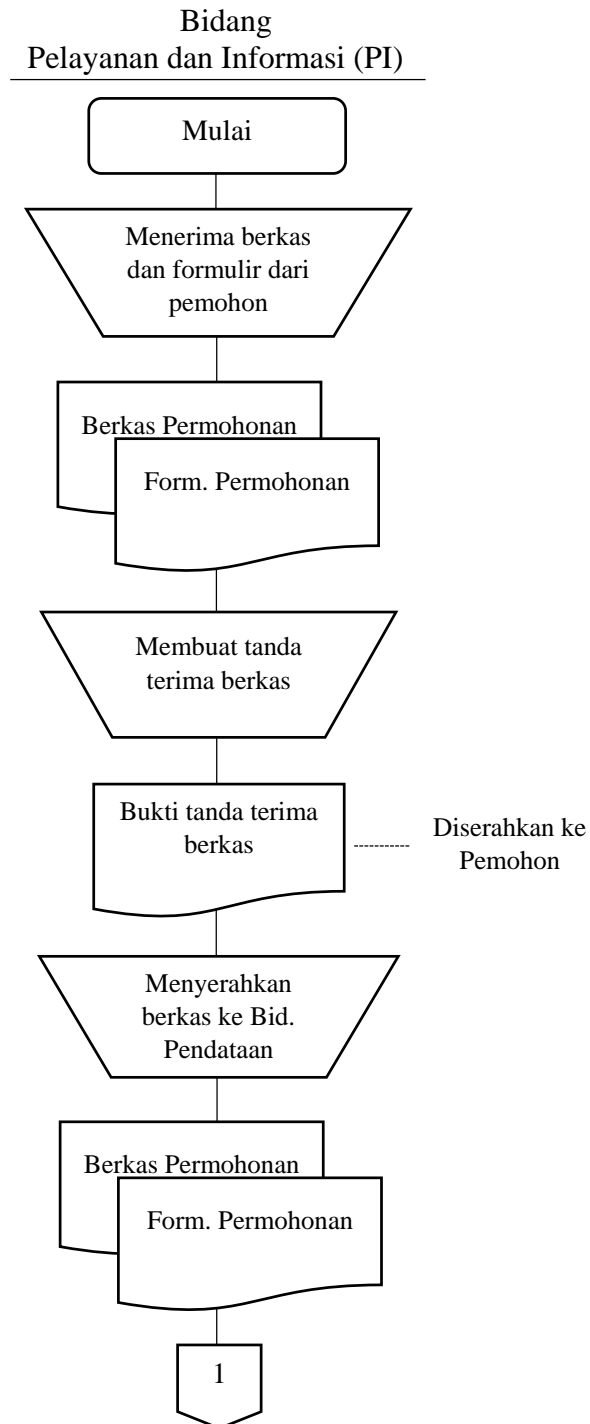 Bidang
Pelayanan dan Informasi (PI)
Mulai
Menerima berkas
dan formulir dari
pemohon
Berkas Permohonan
Form. Permohonan
Membuat tanda
terima berkas
Bukti tanda terima
berkas
Diserahkan ke
Pemohon
Menyerahkan
berkas ke Bid.
Pendataan
Berkas Permohonan
Form. Permohonan
1